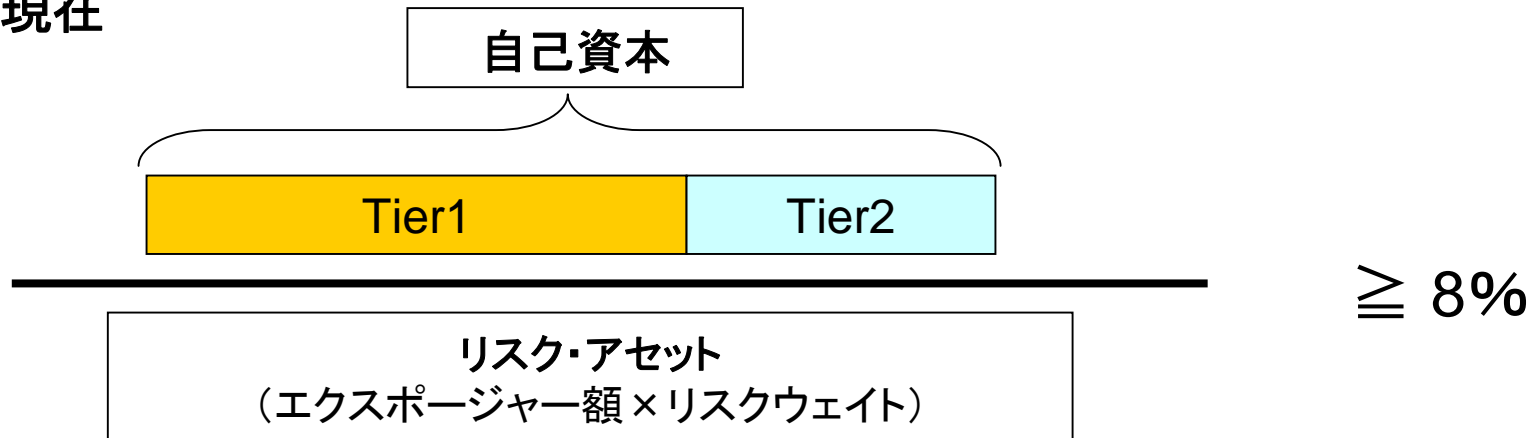 現在
自己資本
Tier1 Tier2
≧ 8%
リスク・アセット
（エクスポージャー額×リスクウェイト）